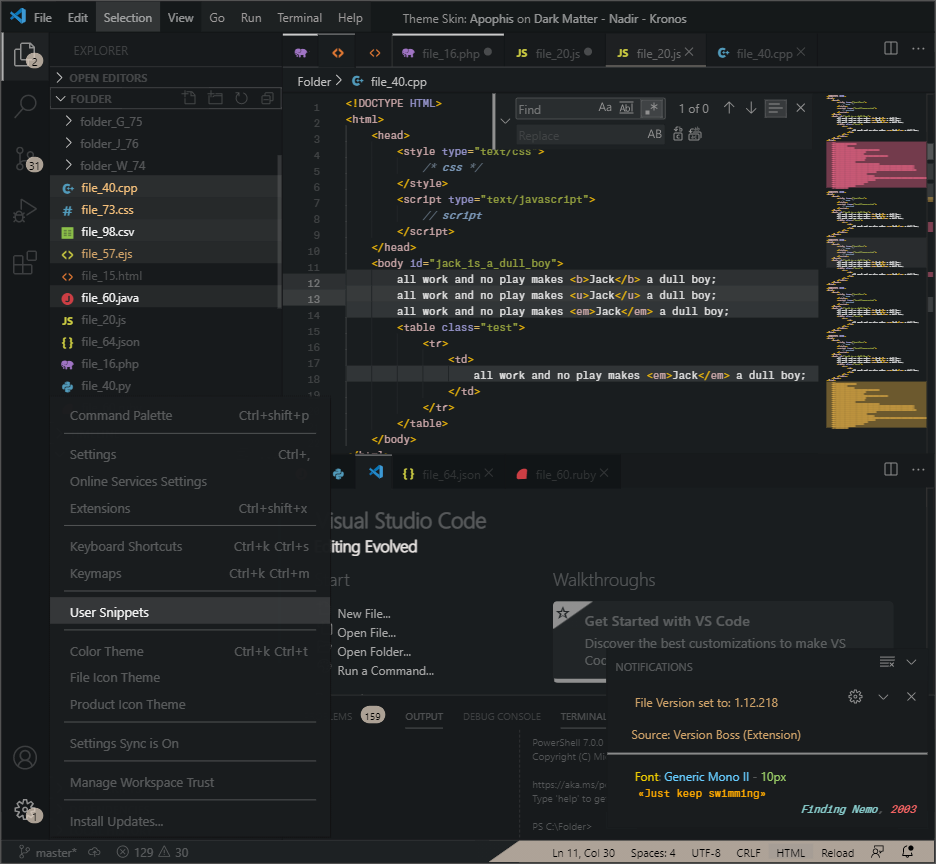 File Edit Selection View Go Run Terminal Help Theme Skin: Apophis on Dark Matter - Nadir - Kronos
2 EXPLORER
file_16.php file_20.js file_20.js file_40.cpp
OPEN EDITORS
Folder file_40.cpp
FOLDER
folder_G_75
folder_J_76
31 folder_W_74
file_40.cpp
file_73.css
file_98.csv
file_57.ejs
file_15.html
file_60.java
JS file_20.js
{} file_64.json
file_16.php
file_40.py
Find Aa Abl .* 1 of 0
Replace AB
1 <!DOCTYPE HTML>
2 <html>
3 <head>
4 <style type="text/css">
5 /* css */
6 </style>
7 <script type="text/javascript">
8 // script
9 </script>
10 </head>
11 <body id="jack_is_a_dull_boy">
12 all work and no play makes <b>Jack</b> a dull boy;
13 all work and no play makes <u>Jack</u> a dull boy;
14 all work and no play makes <em>Jack</em> a dull boy;
15 <table class="test">
16 <tr>
17 <td>
18 all work and no play makes <em>Jack</em> a dull boy;
19 </td>
</tr>
</table>
</body>
</html>
Command Palette Ctrl+shift+p
Settings Ctrl+,
Online Services Settings
Extensions Ctrl+shift+x
Keyboard Shortcuts Ctrl+k Ctrl+s
Keymaps Ctrl+k Ctrl+m
User Snippets
Color Theme Ctrl+k Ctrl+t
File Icon Theme
Product Icon Theme
Settings Sync is On
Manage Workspace Trust
Install Updates...
{} file_64.json file_60.ruby
isual Studio Code
iting Evolved
art
New File...
Open File...
Open Folder...
Run a Command...
Walkthroughs
Get Started with VS Code
Discover the best customizations to make VS
Coc
NOTIFICATIONS
File Version set to: 1.12.218
Source: Version Boss (Extension)
Font: Generic Mono II - 10px
«Just keep swimming»
Finding Nemo, 2003
LEMS 159 OUTPUT DEBUG CONSOLE TERMINAL
PowerShell 7.0.0
Copyright (C) Mi
https://aka.ms/p
Type 'help' to ge
PS C:\Folder>
1
master* 129 30 Ln 11, Col 30 Spaces: 4 UTF-8 CRLF HTML Reload